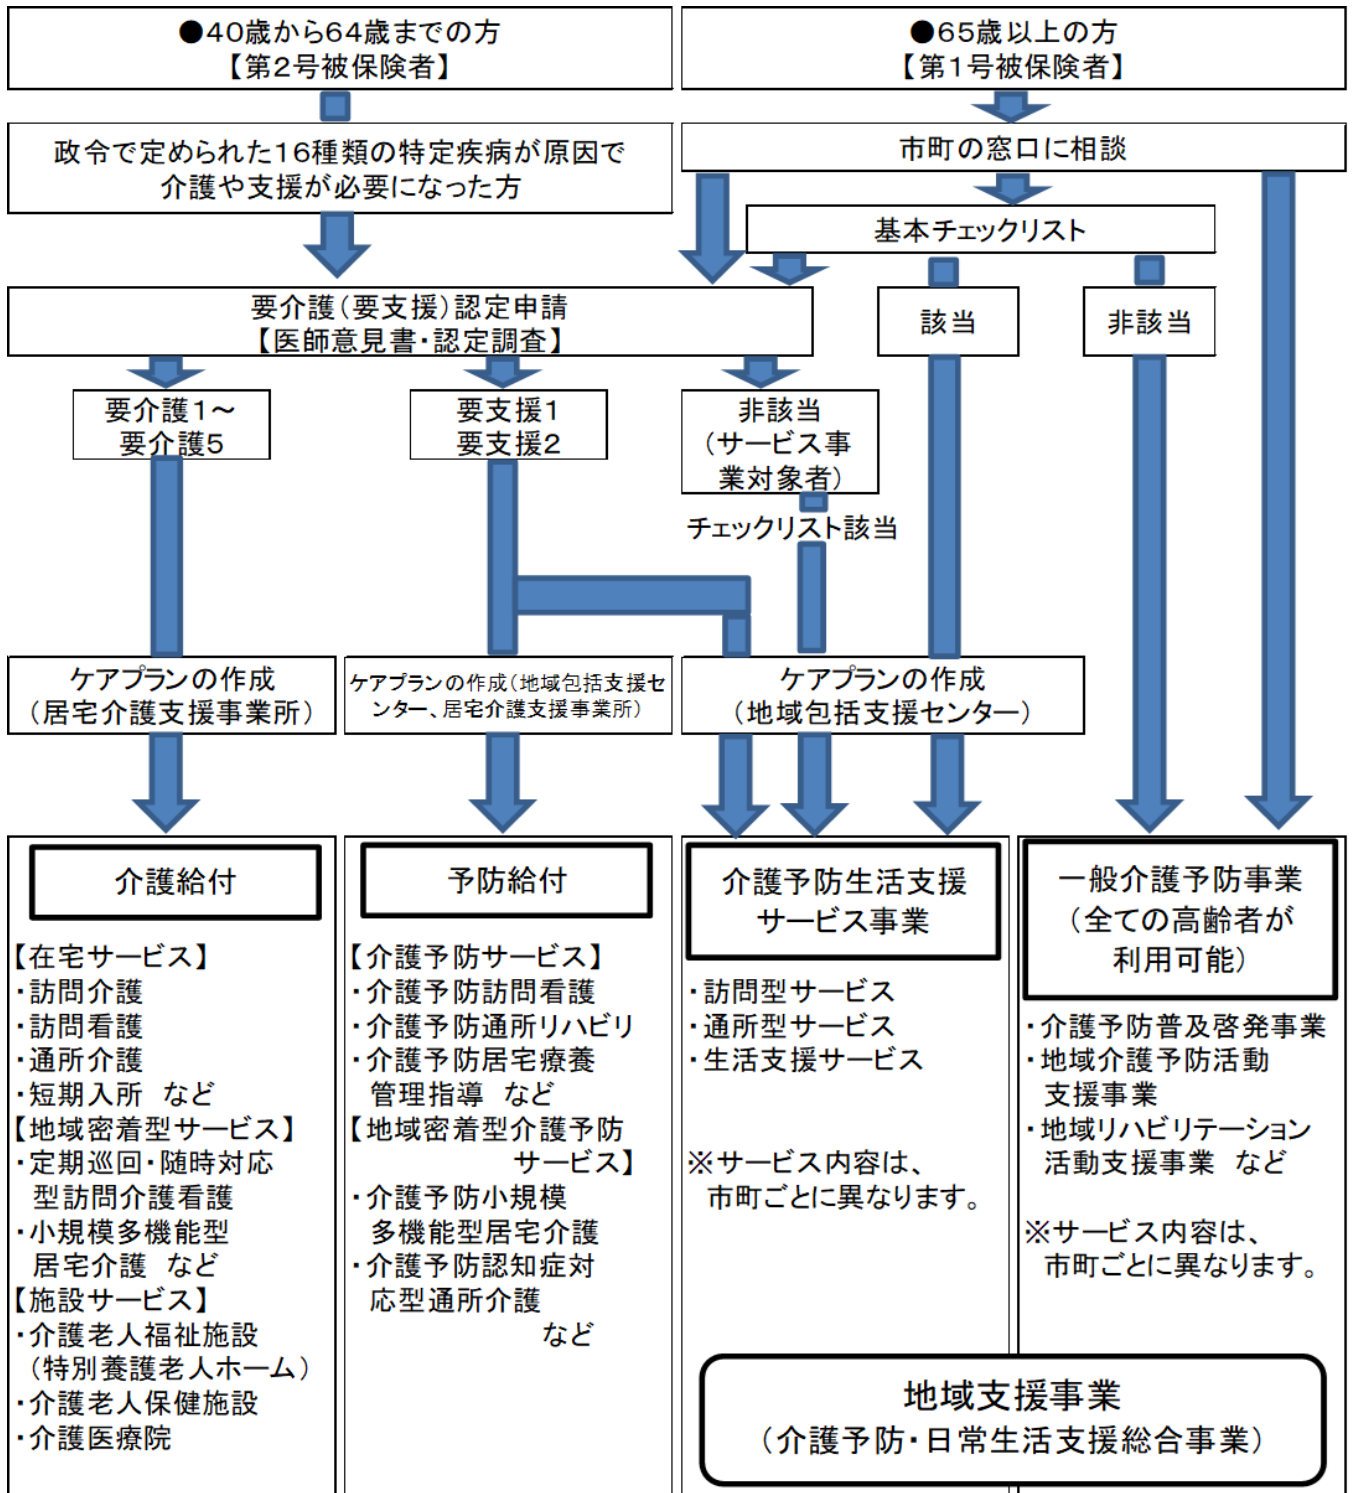 ●40歳から64歳までの方
【第2号被保険者】
●65歳以上の方
【第1号被保険者】
政令で定められた16種類の特定疾病が原因で
介護や支援が必要になった方
市町の窓口に相談
基本チェックリスト
要介護（要支援）認定申請
【医師意見書・認定調査】
該当
非該当
要介護1～
要介護5
要支援1
要支援2
非該当
（サービス事
業対象者）
チェックリスト該当
ケアプランの作成
（居宅介護支援事業所）
ケアプランの作成（地域包括支援セ
ンター、居宅介護支援事業所）
ケアプランの作成
（地域包括支援センター）
介護給付
【在宅サービス】
・訪問介護
・訪問看護
・通所介護
・短期入所　など
【地域密着型サービス】
・定期巡回・随時対応
型訪問介護看護
・小規模多機能型
居宅介護　など
【施設サービス】
・介護老人福祉施設
（特別養護老人ホーム）
・介護老人保健施設
・介護医療院
予防給付
【介護予防サービス】
・介護予防訪問看護
・介護予防通所リハビリ
・介護予防居宅療養
管理指導　など
【地域密着型介護予防
サービス】
・介護予防小規模
多機能型居宅介護
・介護予防認知症対
応型通所介護
など
介護予防生活支援
サービス事業
・訪問型サービス
・通所型サービス
・生活支援サービス
※サービス内容は、
市町ごとに異なります。
一般介護予防事業
（全ての高齢者が
利用可能）
・介護予防普及啓発事業
・地域介護予防活動
支援事業
・地域リハビリテーション
活動支援事業　など
※サービス内容は、
市町ごとに異なります。
地域支援事業
（介護予防・日常生活支援総合事業）